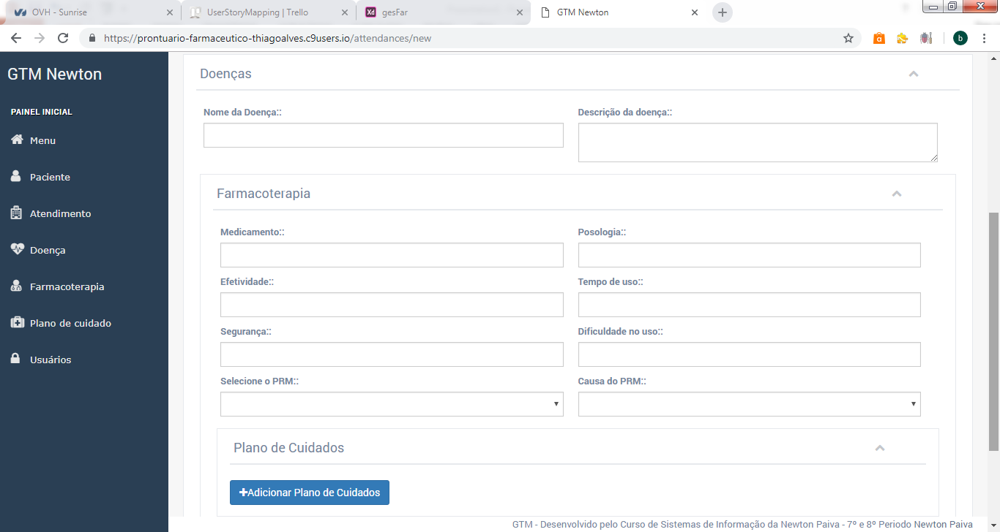 OVH - Sunrise
UserStoryMapping | Trello
Xd gesFar
GTM Newton
https://prontuario-farmaceutico-thiagoalves.c9users.io/attendances/new
a
b
GTM Newton
PAINEL INICIAL
Menu
Paciente
Atendimento
Doença
Farmacoterapia
Plano de cuidado
Usuários
Doenças
Nome da Doença::
Descrição da doença::
Farmacoterapia
Medicamento::
Posologia::
Efetividade::
Tempo de uso::
Segurança::
Dificuldade no uso::
Selecione o PRM::
Causa do PRM::
Plano de Cuidados
+Adicionar Plano de Cuidados
GTM - Desenvolvido pelo Curso de Sistemas de Informação da Newton Paiva - 7º e 8º Periodo Newton Paiva